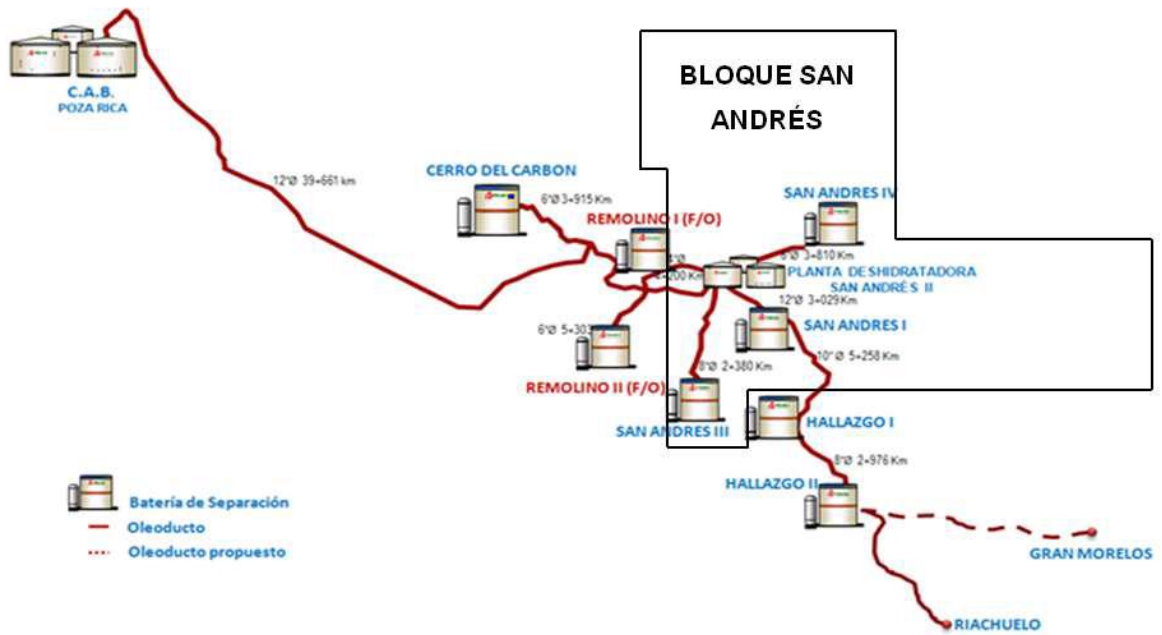 BLOQUE SAN
ANDRÉS
C.A.B.
POZA RICA
12"Ø 39+661 km
CERRO DEL CARBON
6"Ø 3+915 Km
REMOLINO I (F/O)
SAN ANDRES IV
3+810 Km
PLANTA DESHIDRATADORA
SAN ANDRÉS II
12"Ø 3+029 Km
SAN ANDRES I
6"Ø 5+303
10" Ø 5+258 Km
8"Ø 2+380 Km
REMOLINO II (F/O)
SAN ANDRES III
HALLAZGO I
8"Ø 2+976 Km
HALLAZGO II
Batería de Separación
Oleoducto
Oleoducto propuesto
GRAN MORELOS
RIACHUELO